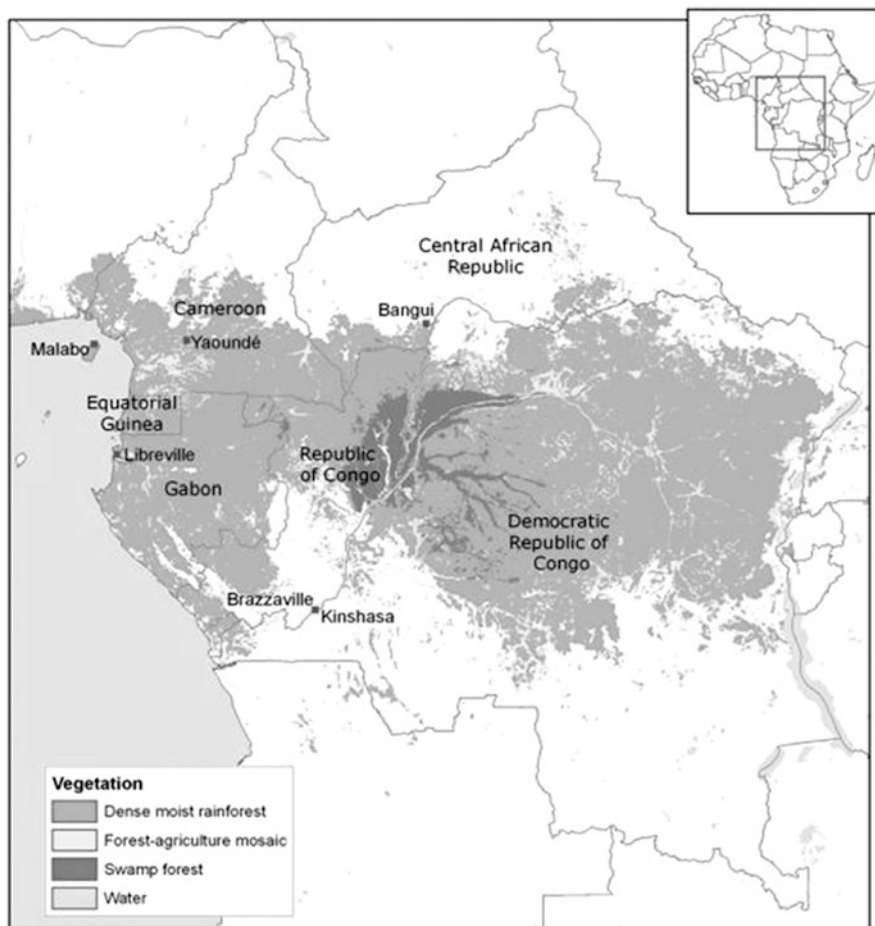 Central African
Republic
Cameroon
Bangui
Malabo
Yaoundé
Equatorial
Guinea
Libreville
Republic
of Congo
Gabon
Democratic
Republic of
Congo
Brazzaville
Kinshasa
Vegetation
Dense moist rainforest
Forest-agriculture mosaic
Swamp forest
Water